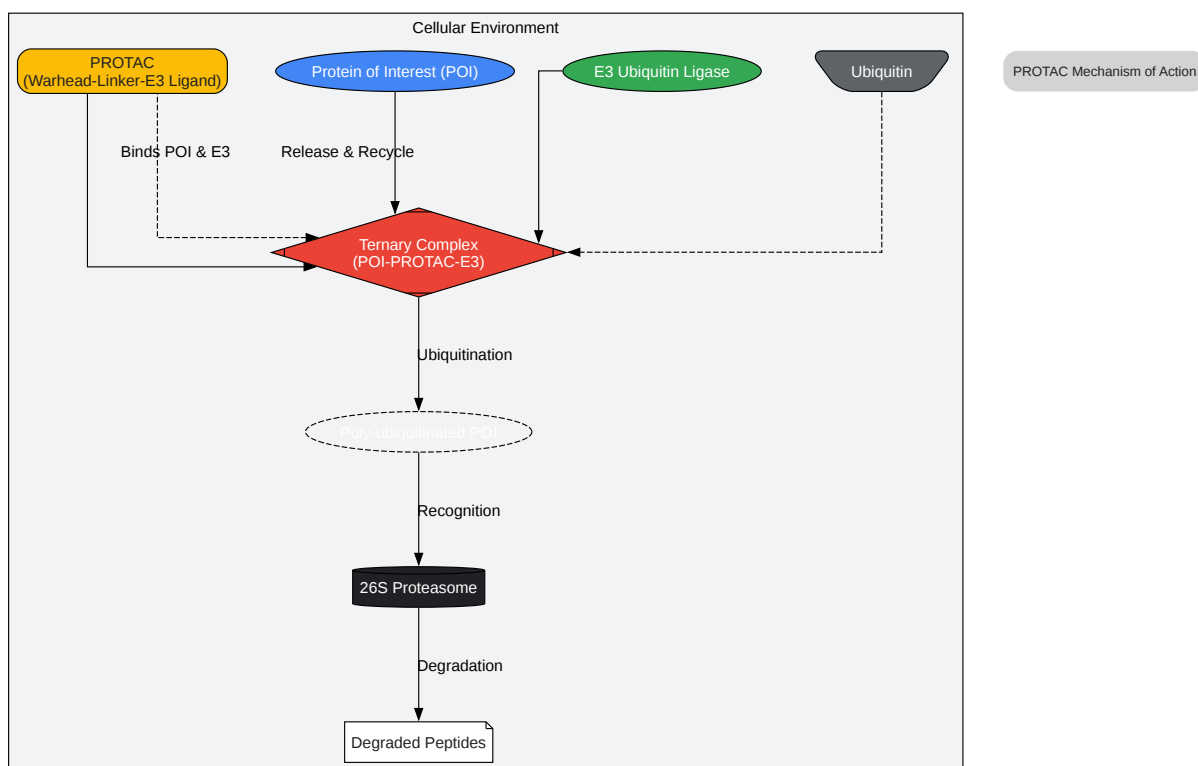 Cellular Environment
PROTAC
(Warhead-Linker-E3 Ligand)
Protein of Interest (POI)
E3 Ubiquitin Ligase
Ubiquitin
PROTAC Mechanism of Action
Binds POI & E3
Release & Recycle
Ternary Complex
(POI-PROTAC-E3)
Ubiquitination
Poly-ubiquitinated POI
Recognition
26S Proteasome
Degradation
Degraded Peptides